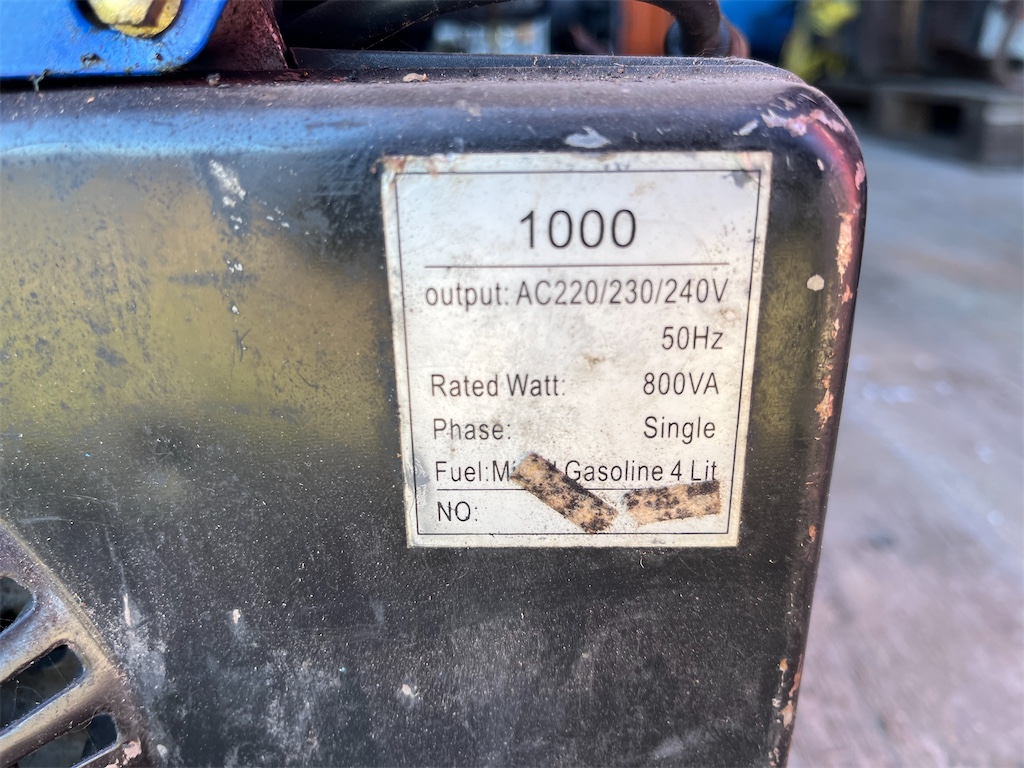 1000
output: AC220/230/240V
50Hz
Rated Watt: 800VA
Phase: Single
Fuel: Gasoline 4 Lit
NO: